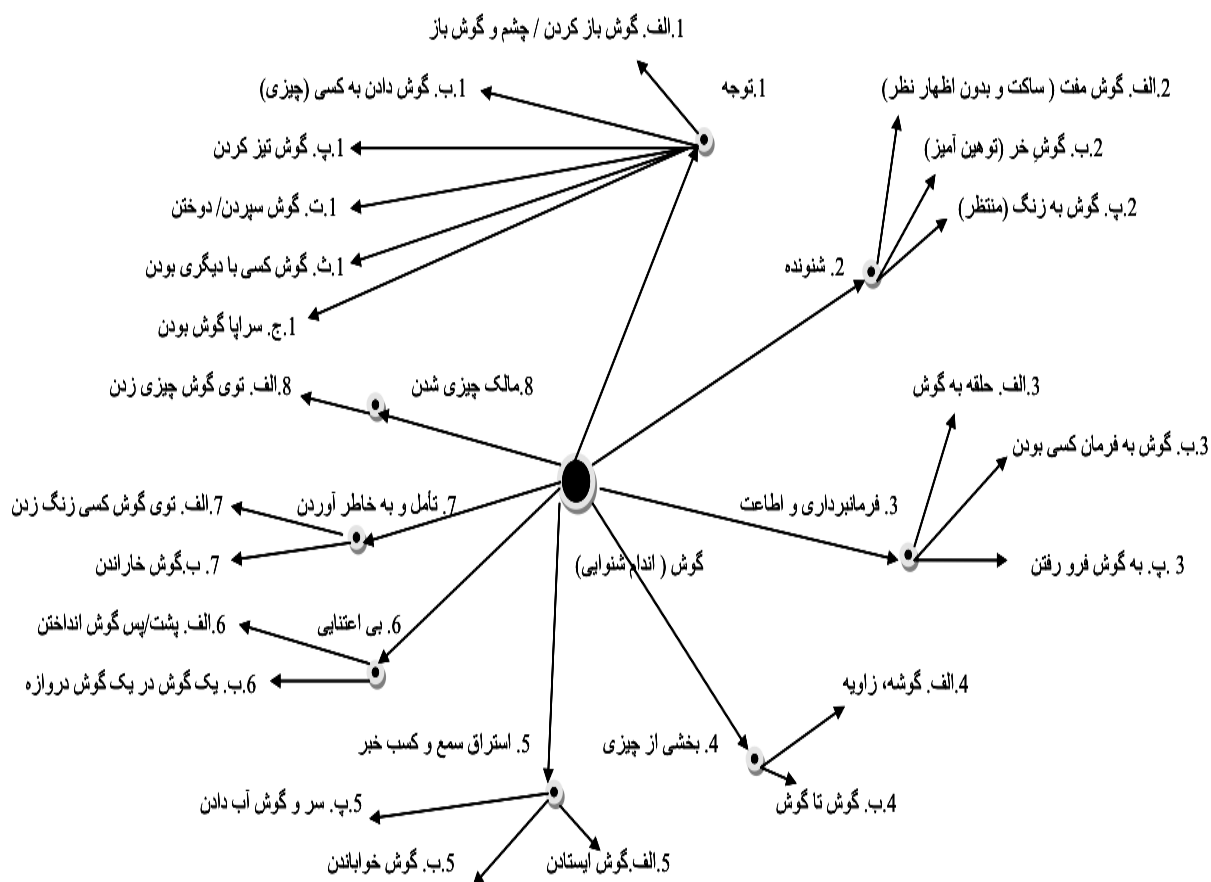 1.الف. گوش باز کردن / چشم و گوش باز
1.توجه
1.ب. گوش دادن به کسی (چیزی)
1.پ. گوش تیز کردن
1.ت. گوش سپردن/ دوختن
1.ث. گوش کسی با دیگری بودن
1.ج. سراپا گوش بودن
2.الف. گوش مفت ( ساکت و بدون اظهار نظر)
2.ب. گوشِ خر (توهین آمیز)
2.پ. گوش به زنگ (منتظر)
2. شنونده
3.الف. حلقه به گوش
3.ب. گوش به فرمان کسی بودن
3. فرمانبرداری و اطاعت
3 .پ. به گوش فرو رفتن
گوش ( اندام شنوایی)
4.الف. گوشه، زاویه
4. بخشی از چیزی
4.ب. گوش تا گوش
5. استراق سمع و کسب خبر
5.پ. سر و گوش آب دادن
5.ب. گوش خواباندن
5.الف.گوش ایستادن
6. بی اعتنایی
6.الف. پشت/پس گوش انداختن
6.ب. یک گوش در یک گوش دروازه
7. تأمل و به خاطر آوردن
7.الف. توی گوش کسی زنگ زدن
7. ب.گوش خاراندن
8.مالک چیزی شدن
8.الف. توی گوش چیزی زدن